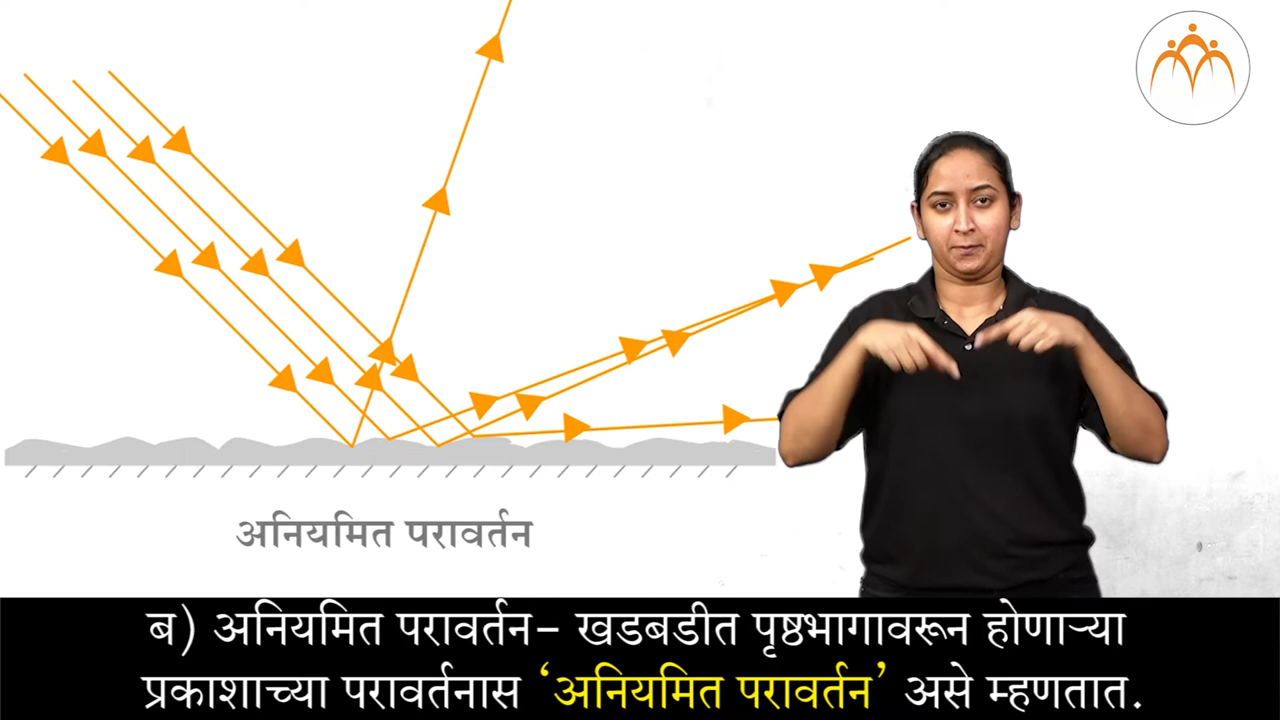 अनियमित परावर्तन
ब) अनियमित परावर्तन– खडबडीत पृष्ठभागावरून होणाऱ्या
प्रकाशाच्या परावर्तनास ‘अनियमित परावर्तन’ असे म्हणतात.